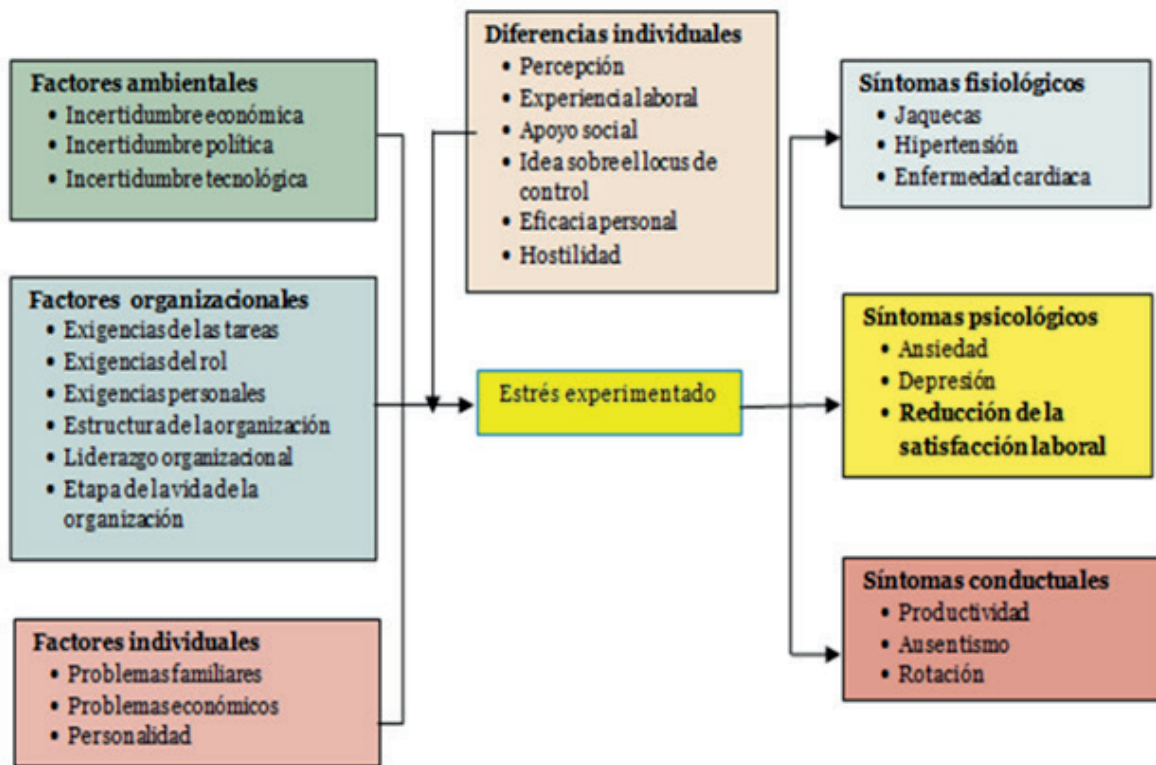 Factores ambientales
• Incertidumbre económica
• Incertidumbre política
• Incertidumbre tecnológica
Factores organizacionales
• Exigencias de las tareas
• Exigencias del rol
• Exigencias personales
• Estructura de la organización
• Liderazgo organizacional
• Etapa de la vida de la
organización
Factores individuales
• Problemas familiares
• Problemas económicos
• Personalidad
Diferencias individuales
• Percepción
• Experiencia laboral
• Apoyo social
• Idea sobre el locus de
control
• Eficacia personal
• Hostilidad
Estrés experimentado
Síntomas fisiológicos
• Jaquecas
• Hipertensión
• Enfermedad cardiaca
Síntomas psicológicos
• Ansiedad
• Depresión
• Reducción de la
satisfacción laboral
Síntomas conductuales
• Productividad
• Ausentismo
• Rotación